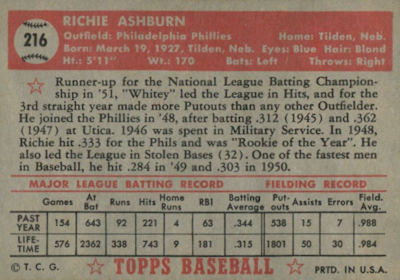 216
RICHIE ASHBURN
Outfield: Philadelphia Phillies Home: Tilden, Neb.
Born: March 19, 1927, Tilden, Neb. Eyes: Blue Hair: Blond
Ht.: 5'11" Wt.: 170 Bats: Left Throws: Right
Runner-up for the National League Batting Champion-
ship in '51, "Whitey" led the League in Hits, and for the
3rd straight year made more Putouts than any other Outfielder.
He joined the Phillies in '48, after batting .312 (1945) and .362
(1947) at Utica. 1946 was spent in Military Service. In 1948,
Richie hit .333 for the Phils and was "Rookie of the Year". He
also led the League in Stolen Bases (32). One of the fastest men
in Baseball, he hit .284 in '49 and .303 in 1950.
MAJOR LEAGUE BATTING RECORD FIELDING RECORD
Games At Bat Runs Hits Home Runs RBI Batting Average Put-outs Assists Errors Field. Avg.
PAST YEAR 154 643 92 221 4 63 .344 538 15 7 .988
LIFE-TIME 576 2362 338 743 9 181 .315 1801 50 30 .984
© T. C. G. TOPPS BASEBALL PRTD. IN U.S.A.